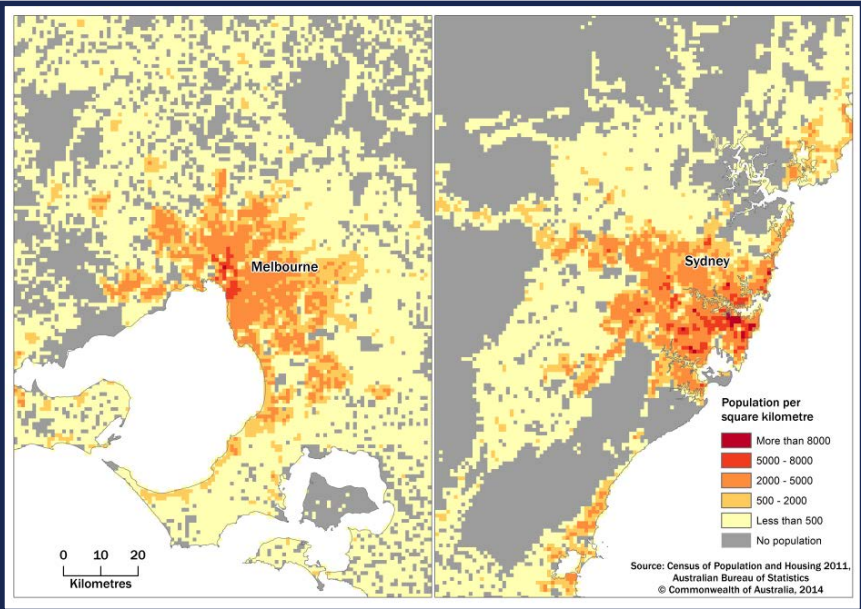 Melbourne
Sydney
Population per
square kilometre
More than 8000
5000 - 8000
2000 - 5000
500 - 2000
Less than 500
No population
0 10 20
Kilometres
Source: Census of Population and Housing 2011,
Australian Bureau of Statistics
© Commonwealth of Australia, 2014